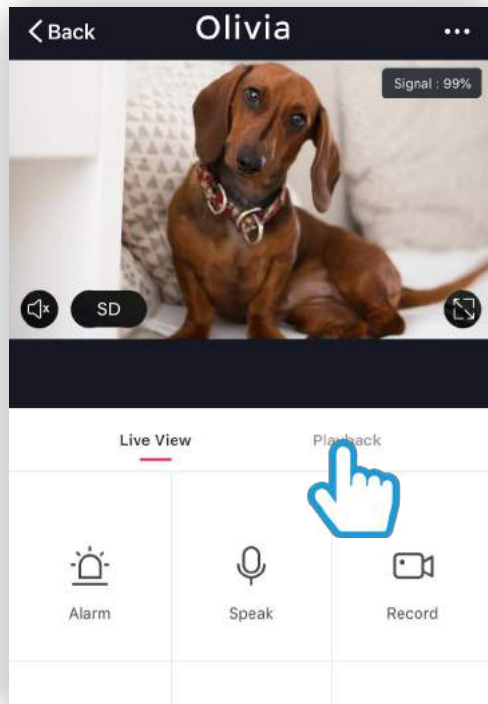 Back Olivia ...
Signal : 99%
SD
Live View Playback
Alarm Speak Record